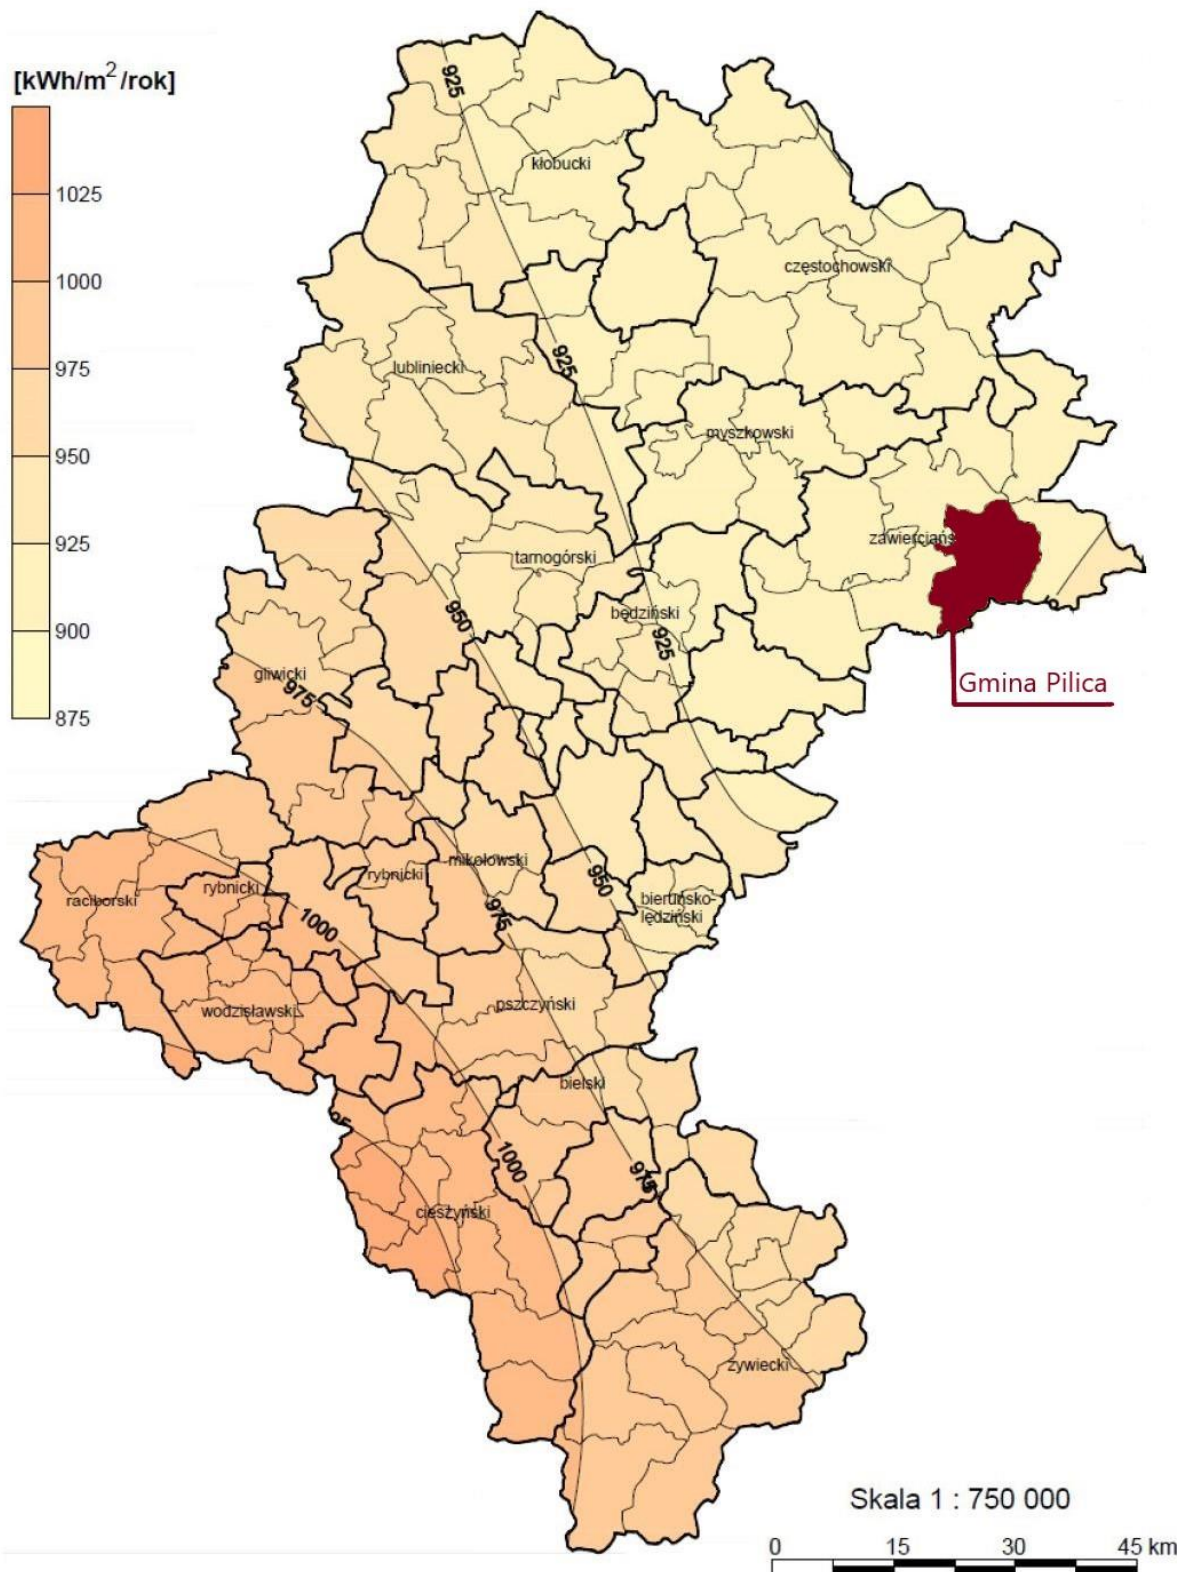 [kWh/m²/rok]
1025
1000
975
950
925
900
875
925
kłobucki
częstochowski
925
lubliniecki
myszkowski
zawierciańs
tarnogórski
950
będziński
925
gliwicki
975
Gmina Pilica
mikołowski
rybnicki
rybnicki
raciborski
950
bieruńsko-
lędziński
975
1000
pszczyński
wodzisławski
bielski
1000
975
cieszyński
żywiecki
Skala 1 : 750 000
0 15 30 45 km